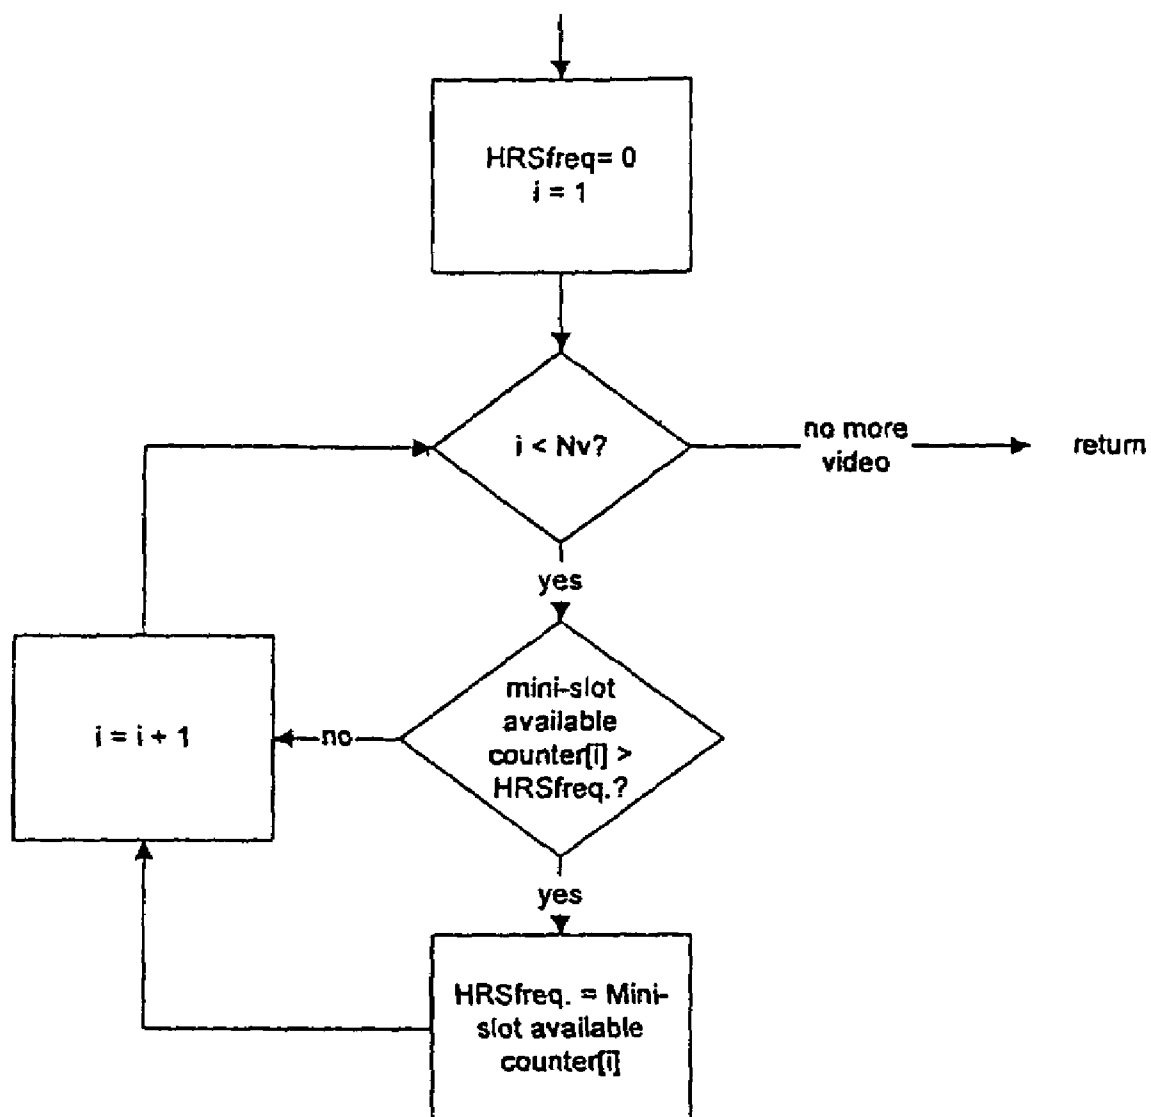 HRSfreq= 0
i = 1
i < Nv?
no more
video
return
yes
mini-slot
available
counter[i] >
HRSfreq.?
no
i = i + 1
yes
HRSfreq. = Mini-
slot available
counter[i]